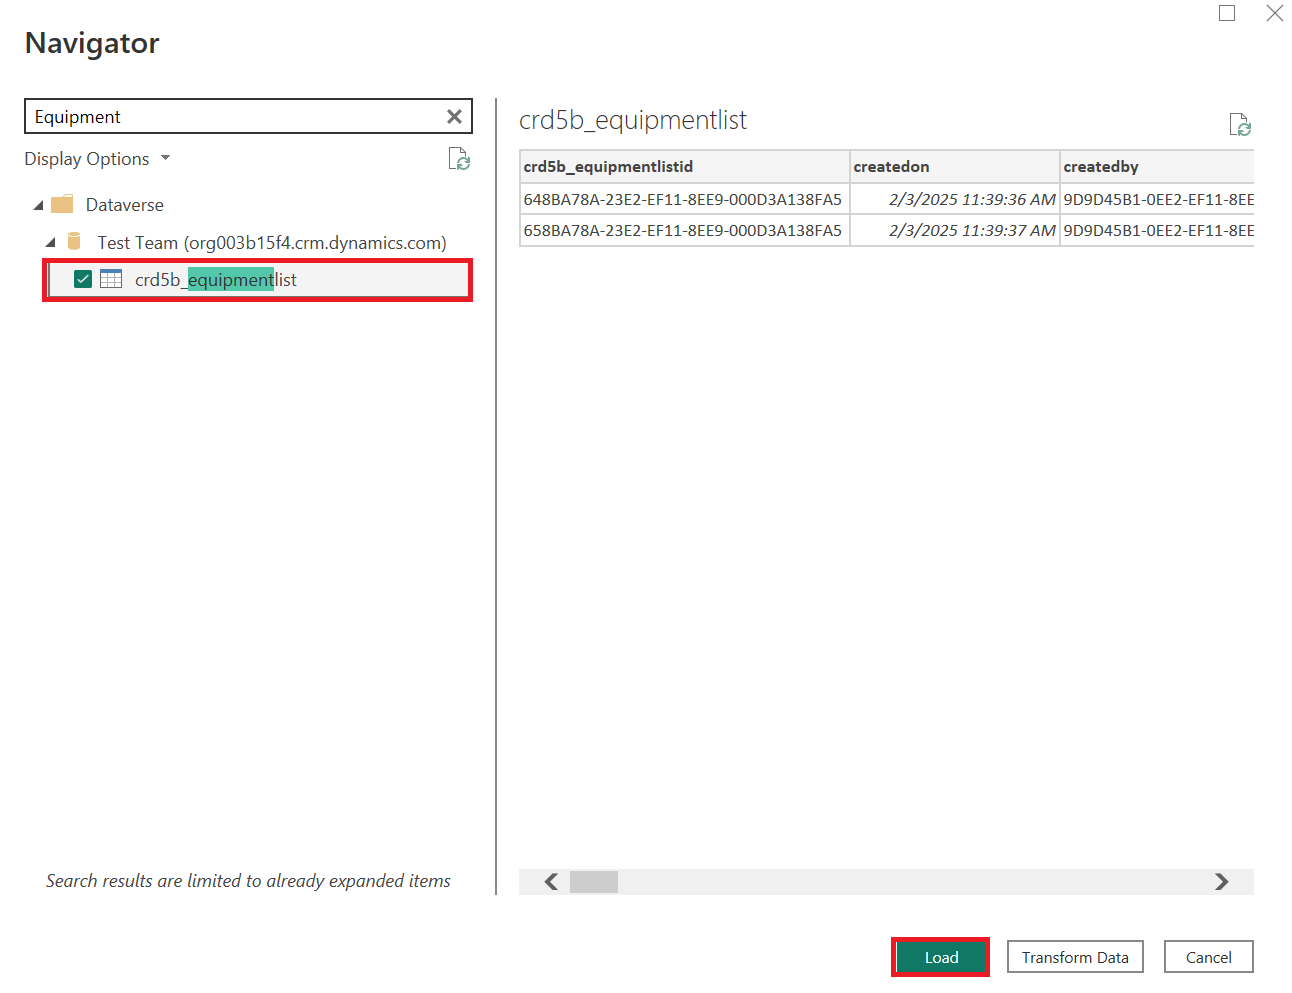 Navigator
Equipment
Display Options
Dataverse
Test Team (org003b15f4.crm.dynamics.com)
crd5b_equipmentlist
Search results are limited to already expanded items
crd5b_equipmentlist
crd5b_equipmentlistid createdon createdby
648BA78A-23E2-EF11-8EE9-000D3A138FA5 2/3/2025 11:39:36 AM 9D9D45B1-0EE2-EF11-8EE
658BA78A-23E2-EF11-8EE9-000D3A138FA5 2/3/2025 11:39:37 AM 9D9D45B1-0EE2-EF11-8EE
Load Transform Data Cancel